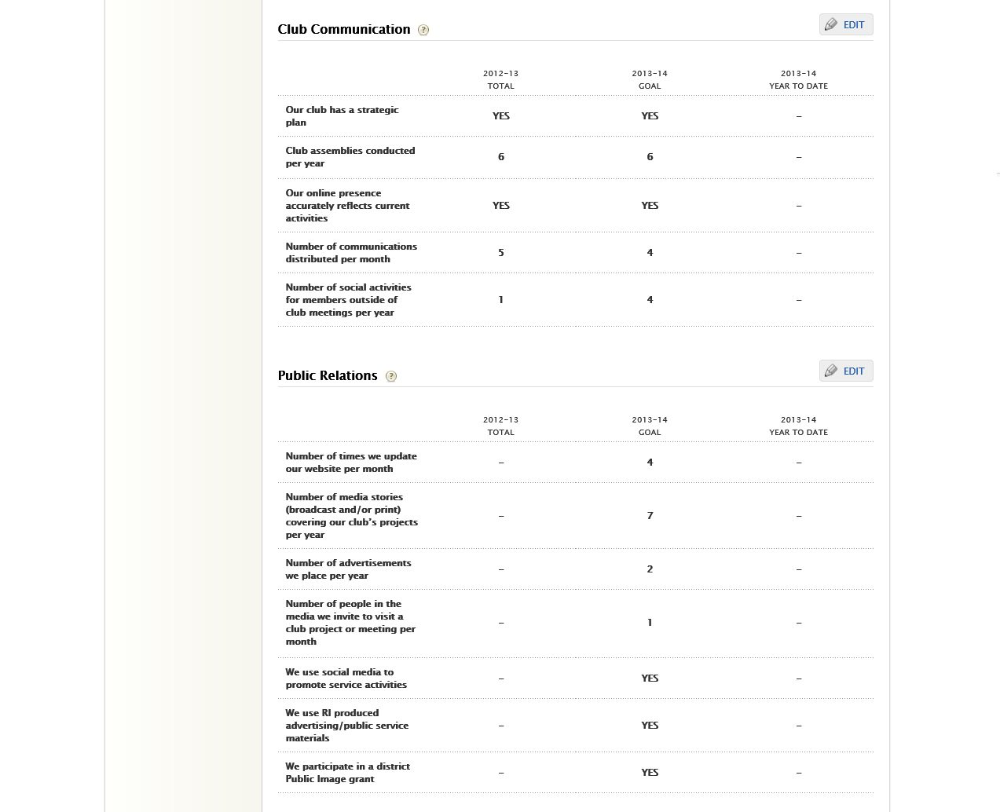 Club Communication ?
EDIT
2012-13 2013-14 2013-14
TOTAL GOAL YEAR TO DATE
Our club has a strategic
plan
YES YES –
Club assemblies conducted
per year
6 6 –
Our online presence
accurately reflects current
activities
YES YES –
Number of communications
distributed per month
5 4 –
Number of social activities
for members outside of
club meetings per year
1 4 –
Public Relations ?
EDIT
2012-13 2013-14 2013-14
TOTAL GOAL YEAR TO DATE
Number of times we update
our website per month
– 4 –
Number of media stories
(broadcast and/or print)
covering our club's projects
per year
– 7 –
Number of advertisements
we place per year
– 2 –
Number of people in the
media we invite to visit a
club project or meeting per
month
– 1 –
We use social media to
promote service activities
– YES –
We use RI produced
advertising/public service
materials
– YES –
We participate in a district
Public Image grant
– YES –